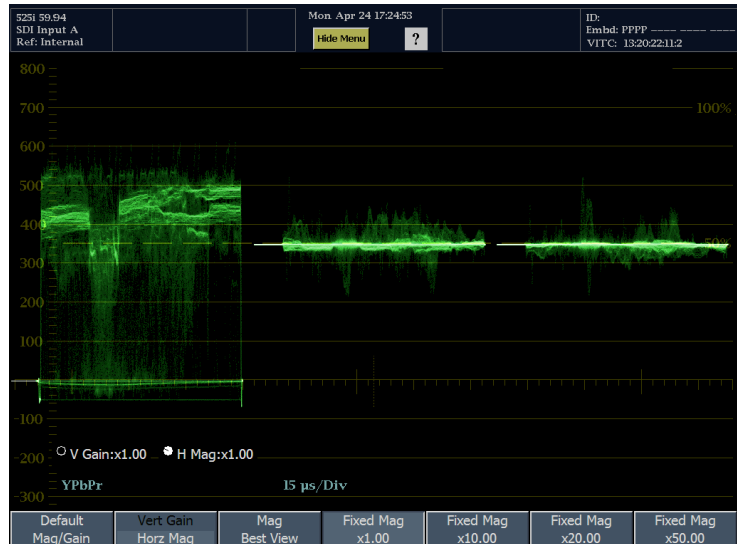 525i 59.94
SDI Input A
Ref: Internal
Mon Apr 24 17:24:53
Hide Menu
?
ID:
Embd: PPPP ---- ---- ----
VITC: 13:20:22:11:2
800
700
100%
600
500
400
50%
300
200
100
-100
-200
V Gain:x1.00
H Mag:x1.00
YPbPr
15 µs/Div
-300
Default
Mag/Gain
Vert Gain
Horz Mag
Mag
Best View
Fixed Mag
x1.00
Fixed Mag
x10.00
Fixed Mag
x20.00
Fixed Mag
x50.00